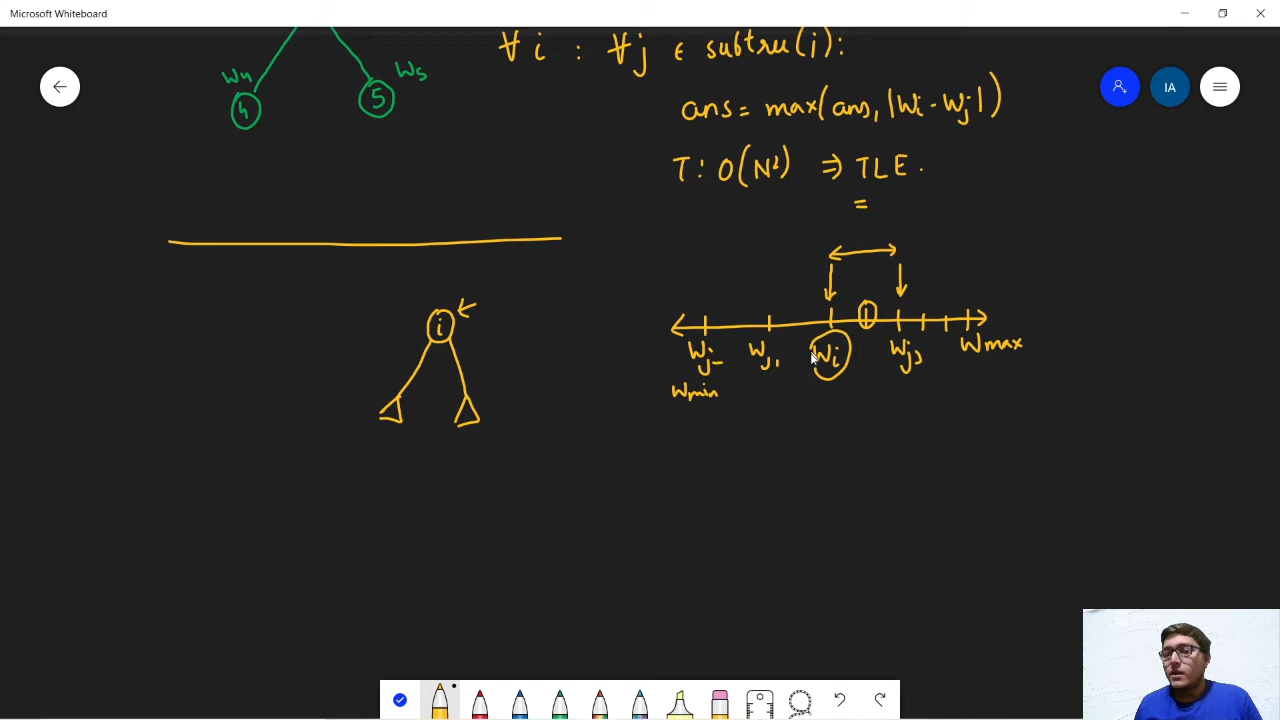 Microsoft Whiteboard
∀ i : ∀ j ∈ subtree(i):
W4 W5
4 5
ans = max(ans, |Wi - Wj|)
IA
T: O(N²) ⇒ TLE.
=
i
Wj- Wj, Wi Wj3 Wmax
Wmin